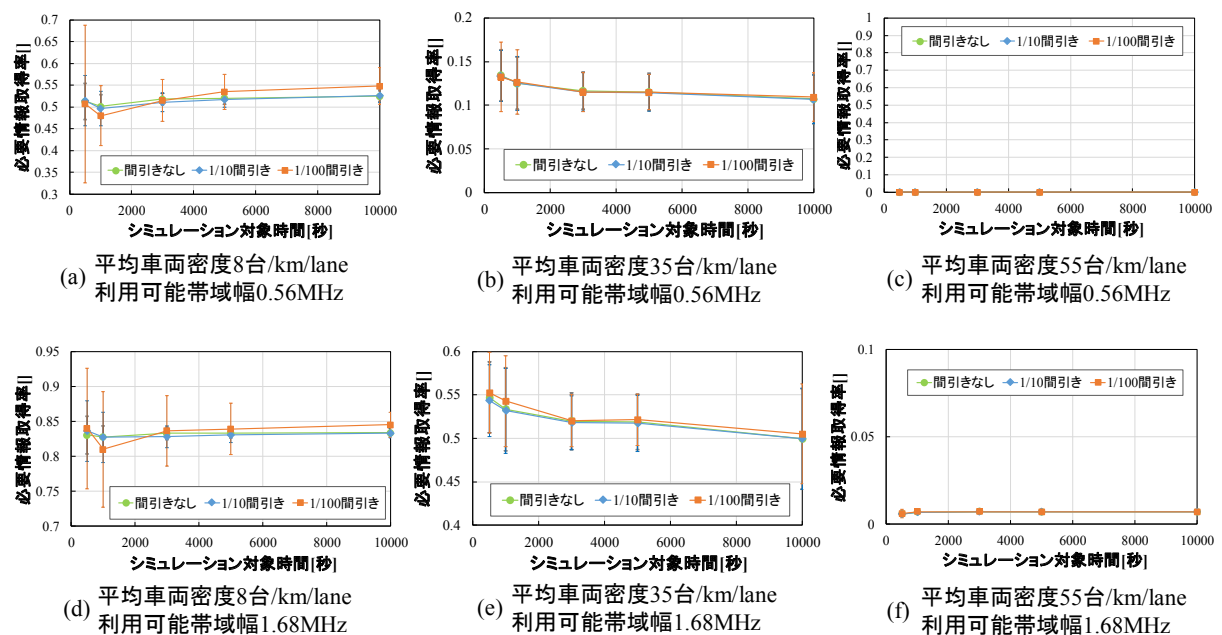 必要情報取得率[]
0.7
0.65
0.6
0.55
0.5
0.45
0.4
0.35
0.3
間引きなし 1/10間引き 1/100間引き
0 2000 4000 6000 8000 10000
シミュレーション対象時間[秒]
(a) 平均車両密度8台/km/lane
利用可能帯域幅0.56MHz
必要情報取得率[]
0.2
0.15
0.1
0.05
0
間引きなし 1/10間引き 1/100間引き
0 2000 4000 6000 8000 10000
シミュレーション対象時間[秒]
(b) 平均車両密度35台/km/lane
利用可能帯域幅0.56MHz
必要情報取得率[]
1
0.9
0.8
0.7
0.6
0.5
0.4
0.3
0.2
0.1
0
間引きなし 1/10間引き 1/100間引き
0 2000 4000 6000 8000 10000
シミュレーション対象時間[秒]
(c) 平均車両密度55台/km/lane
利用可能帯域幅0.56MHz
必要情報取得率[]
0.95
0.9
0.85
0.8
0.75
0.7
間引きなし 1/10間引き 1/100間引き
0 2000 4000 6000 8000 10000
シミュレーション対象時間[秒]
(d) 平均車両密度8台/km/lane
利用可能帯域幅1.68MHz
必要情報取得率[]
0.6
0.55
0.5
0.45
0.4
間引きなし 1/10間引き 1/100間引き
0 2000 4000 6000 8000 10000
シミュレーション対象時間[秒]
(e) 平均車両密度35台/km/lane
利用可能帯域幅1.68MHz
必要情報取得率[]
0.1
0.05
0
間引きなし 1/10間引き 1/100間引き
0 2000 4000 6000 8000 10000
シミュレーション対象時間[秒]
(f) 平均車両密度55台/km/lane
利用可能帯域幅1.68MHz